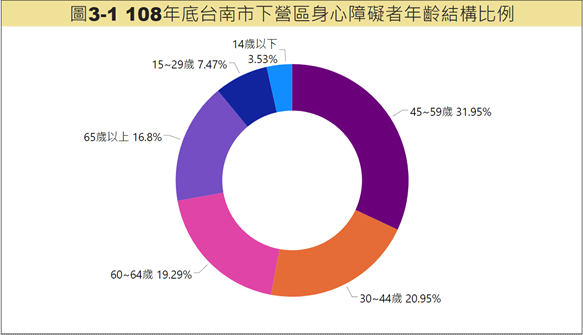 圖3-1 108年底台南市下營區身心障礙者年齡結構比例
14歲以下
3.53%
15~29歲 7.47%
45~59歲 31.95%
65歲以上 16.8%
60~64歲 19.29%
30~44歲 20.95%